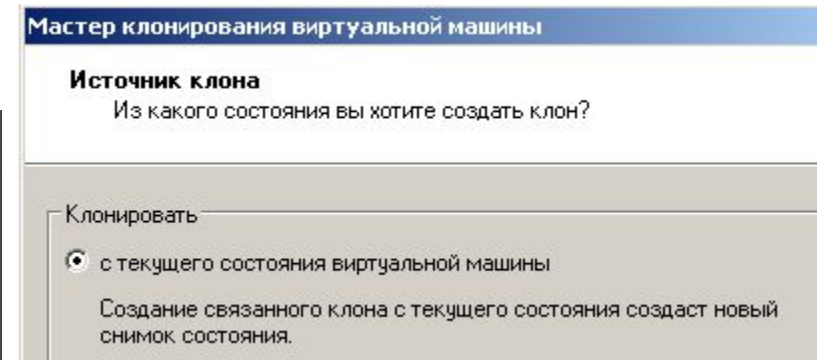 Мастер клонирования виртуальной машины
Источник клона
Из какого состояния вы хотите создать клон?
Клонировать
с текущего состояния виртуальной машины
Создание связанного клона с текущего состояния создаст новый
снимок состояния.